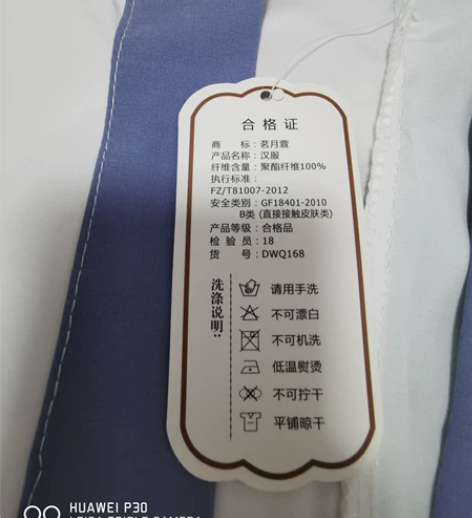 合格证
商 标：茗月萱
产品名称：汉服
纤维含量：聚酯纤维100%
执行标准：
FZ/T81007-2012
安全类别：GF18401-2010
B类 (直接接触皮肤类)
产品等级：合格品
检 验 员：18
货 号：DWQ168
洗涤说明：
请用手洗
不可漂白
不可机洗
低温熨烫
不可拧干
平铺晾干
HUAWEI P30